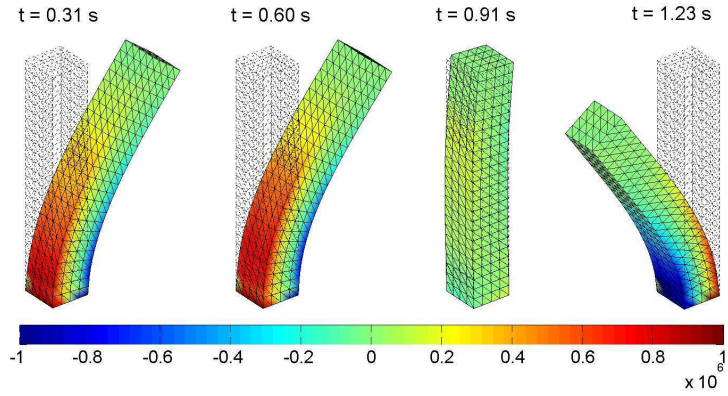 t = 0.31 s
t = 0.60 s
t = 0.91 s
t = 1.23 s
-1 -0.8 -0.6 -0.4 -0.2 0 0.2 0.4 0.6 0.8 1
x 10 6